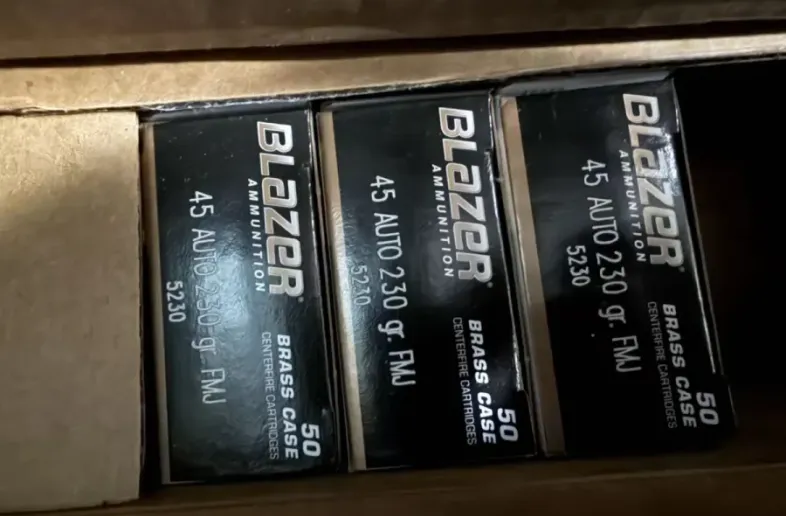 BLazeR®
AMMUNITION
45 AUTO 230 gr. FMJ
5230
BRASS CASE
CENTERFIRE CARTRIDGES
50
BLazeR®
AMMUNITION
45 AUTO 230 gr. FMJ
5230
BRASS CASE
CENTERFIRE CARTRIDGES
50
BLazeR®
AMMUNITION
45 AUTO 230 gr. FMJ
5230
BRASS CASE
CENTERFIRE CARTRIDGES
50